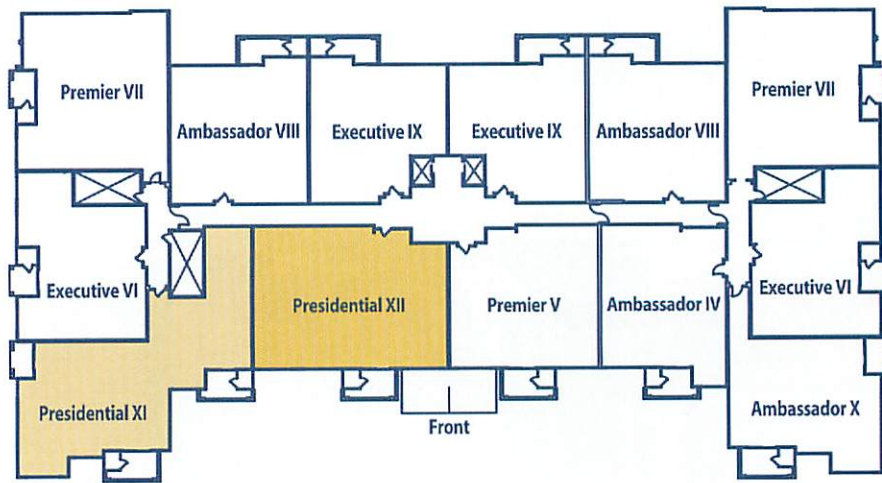 Premier VII
Premier VII
Ambassador VIII
Executive IX
Executive IX
Ambassador VIII
Executive VI
Presidential XII
Premier V
Ambassador IV
Executive VI
Presidential XI
Ambassador X
Front